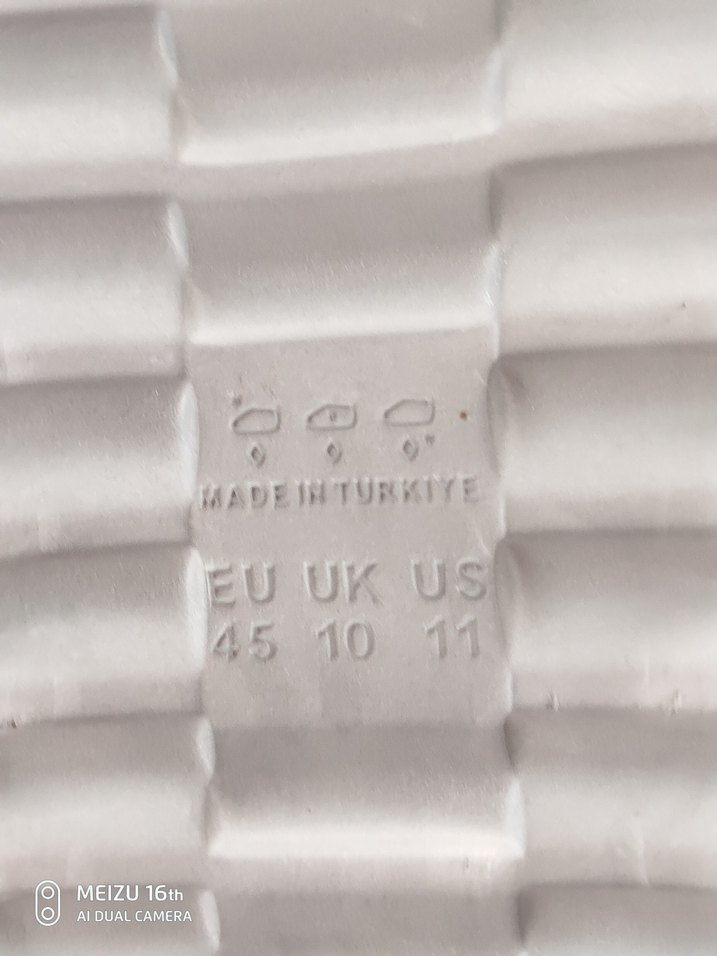 MADE IN TURKIYE
EU UK US
45 10 11
MEIZU 16th
AI DUAL CAMERA